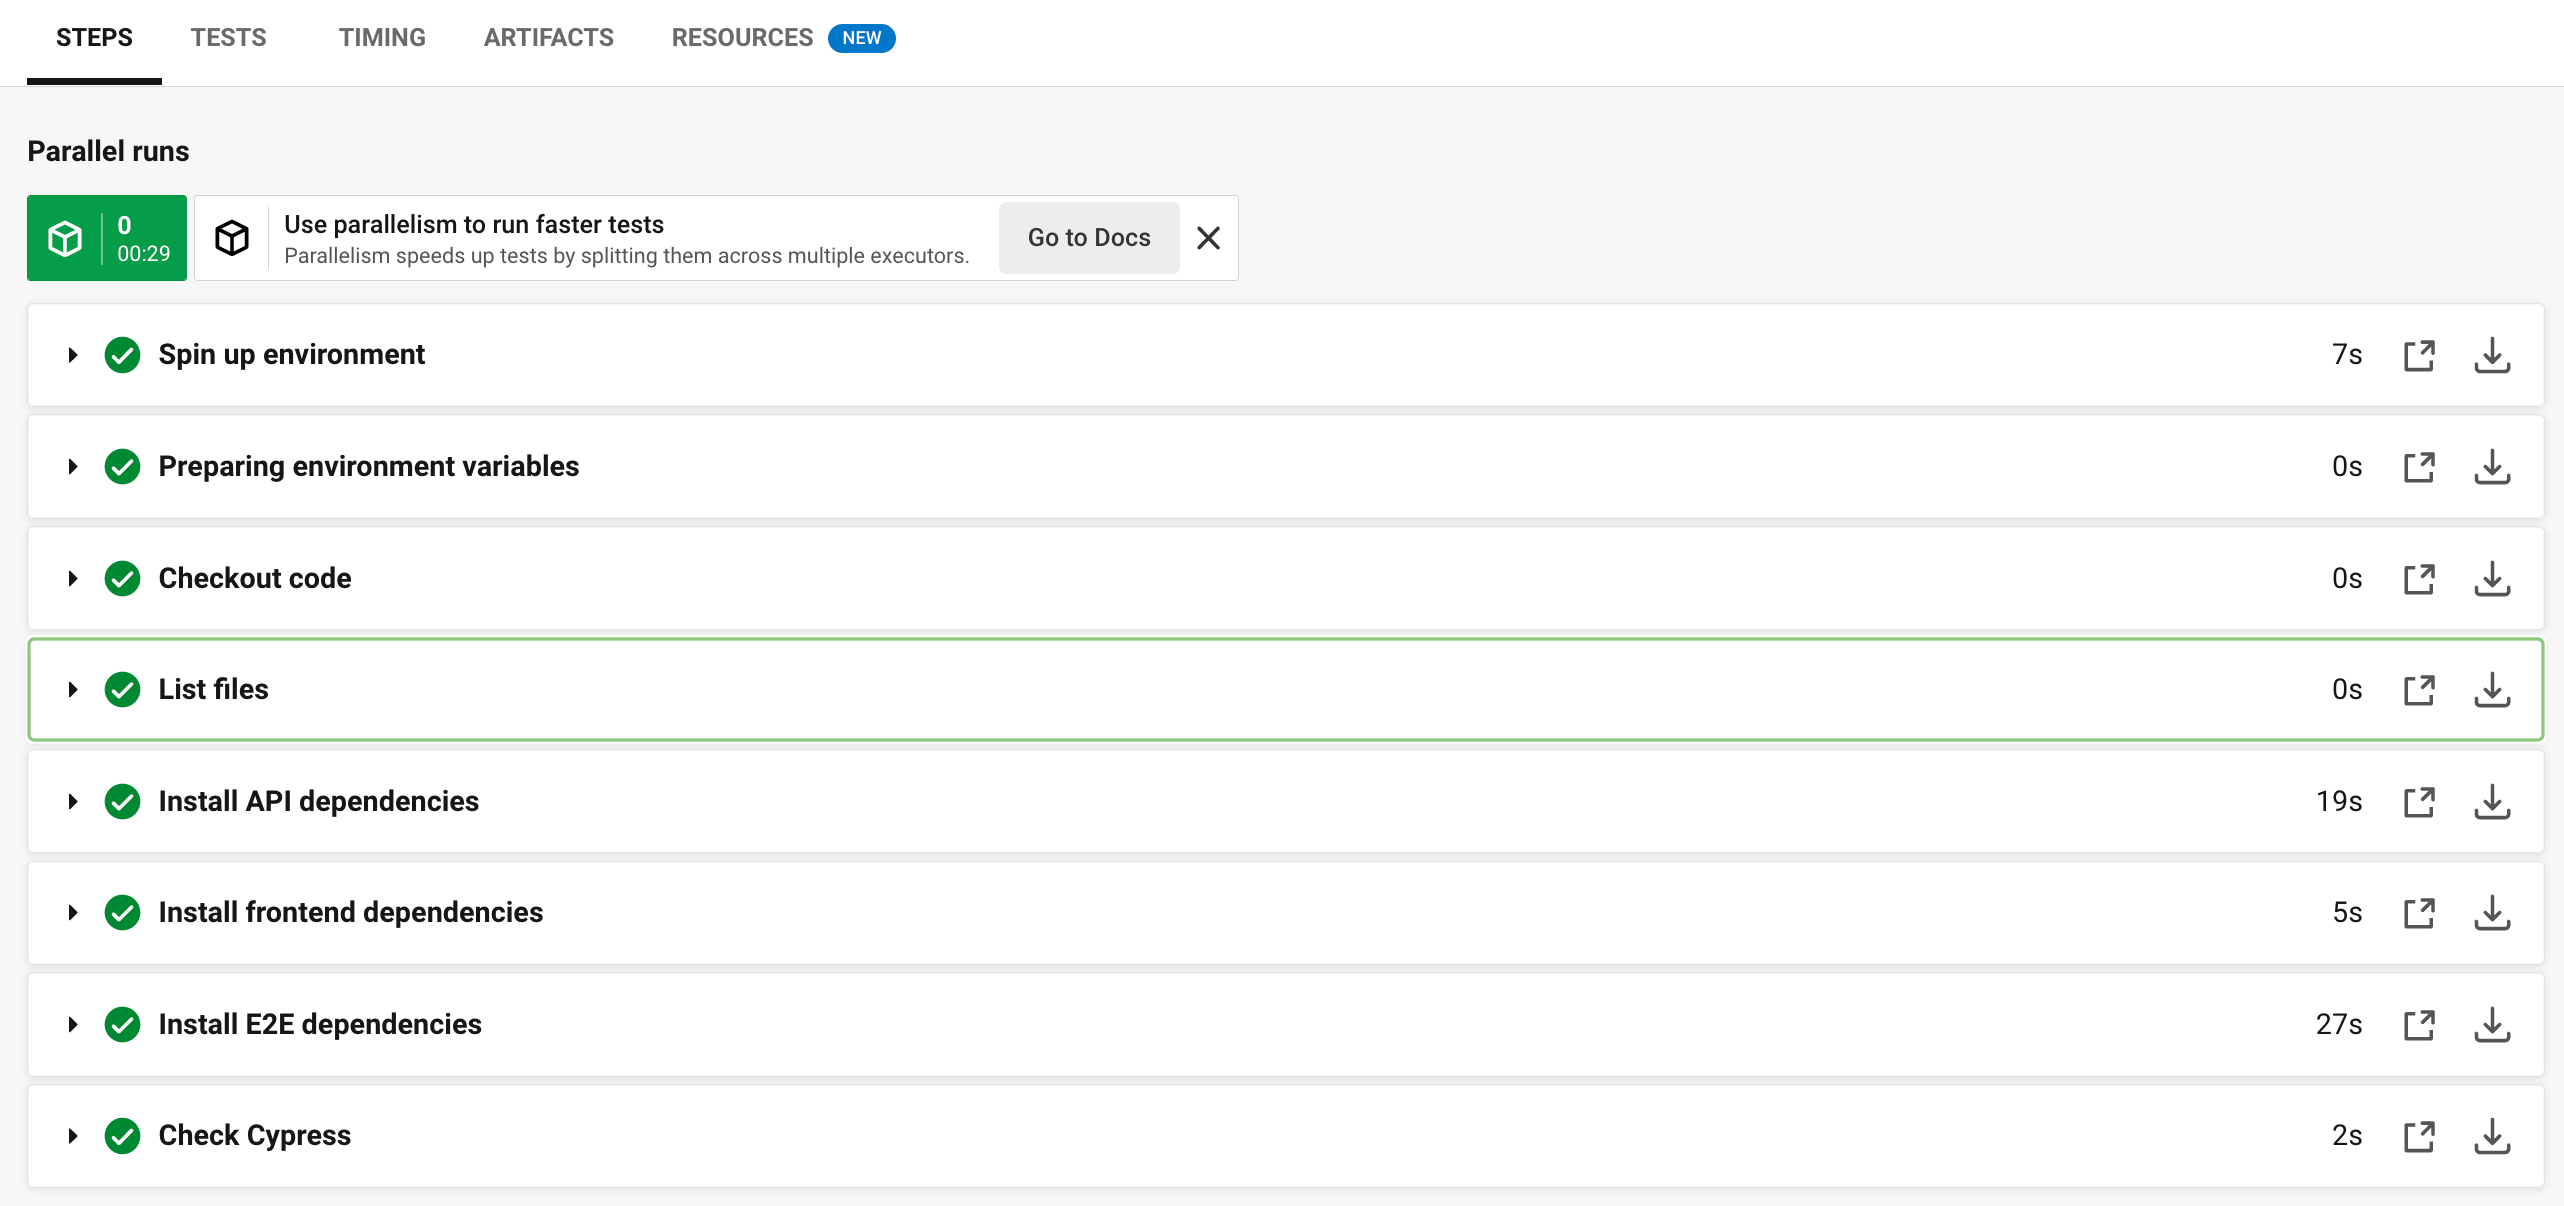 STEPS TESTS TIMING ARTIFACTS RESOURCES NEW
Parallel runs
0
00:29
Use parallelism to run faster tests
Parallelism speeds up tests by splitting them across multiple executors.
Go to Docs
Spin up environment 7s
Preparing environment variables 0s
Checkout code 0s
List files 0s
Install API dependencies 19s
Install frontend dependencies 5s
Install E2E dependencies 27s
Check Cypress 2s